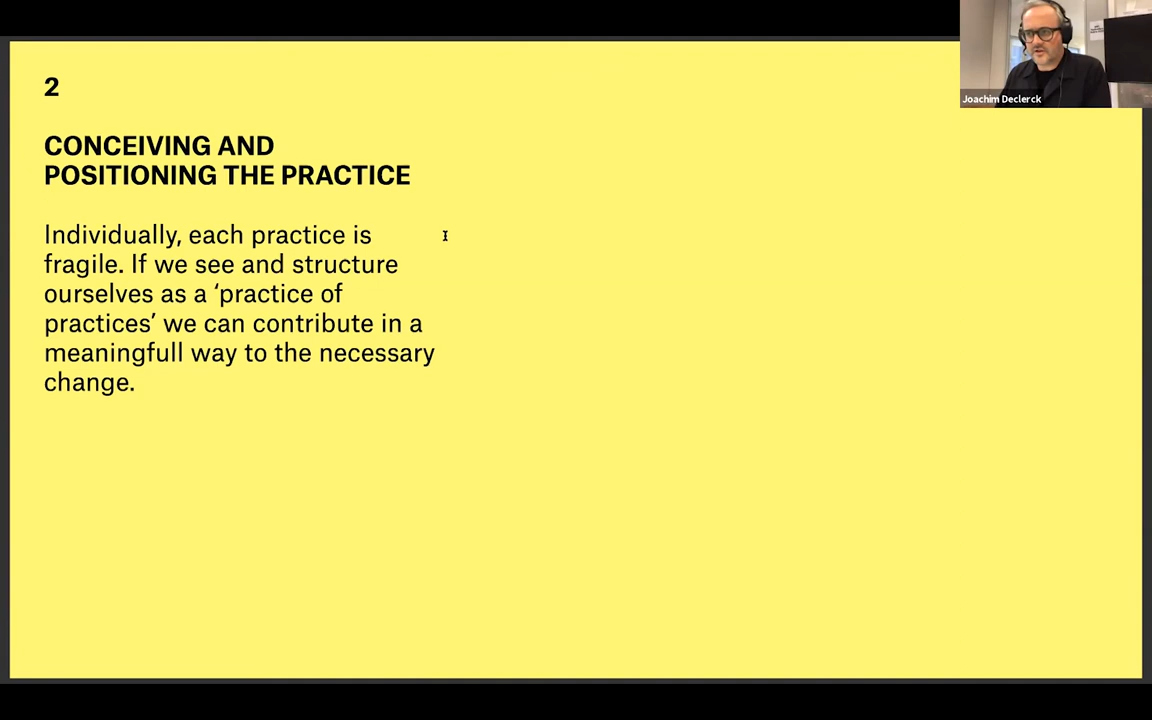 2
CONCEIVING AND
POSITIONING THE PRACTICE
Individually, each practice is
fragile. If we see and structure
ourselves as a ‘practice of
practices’ we can contribute in a
meaningfull way to the necessary
change.
Joachim Declerck